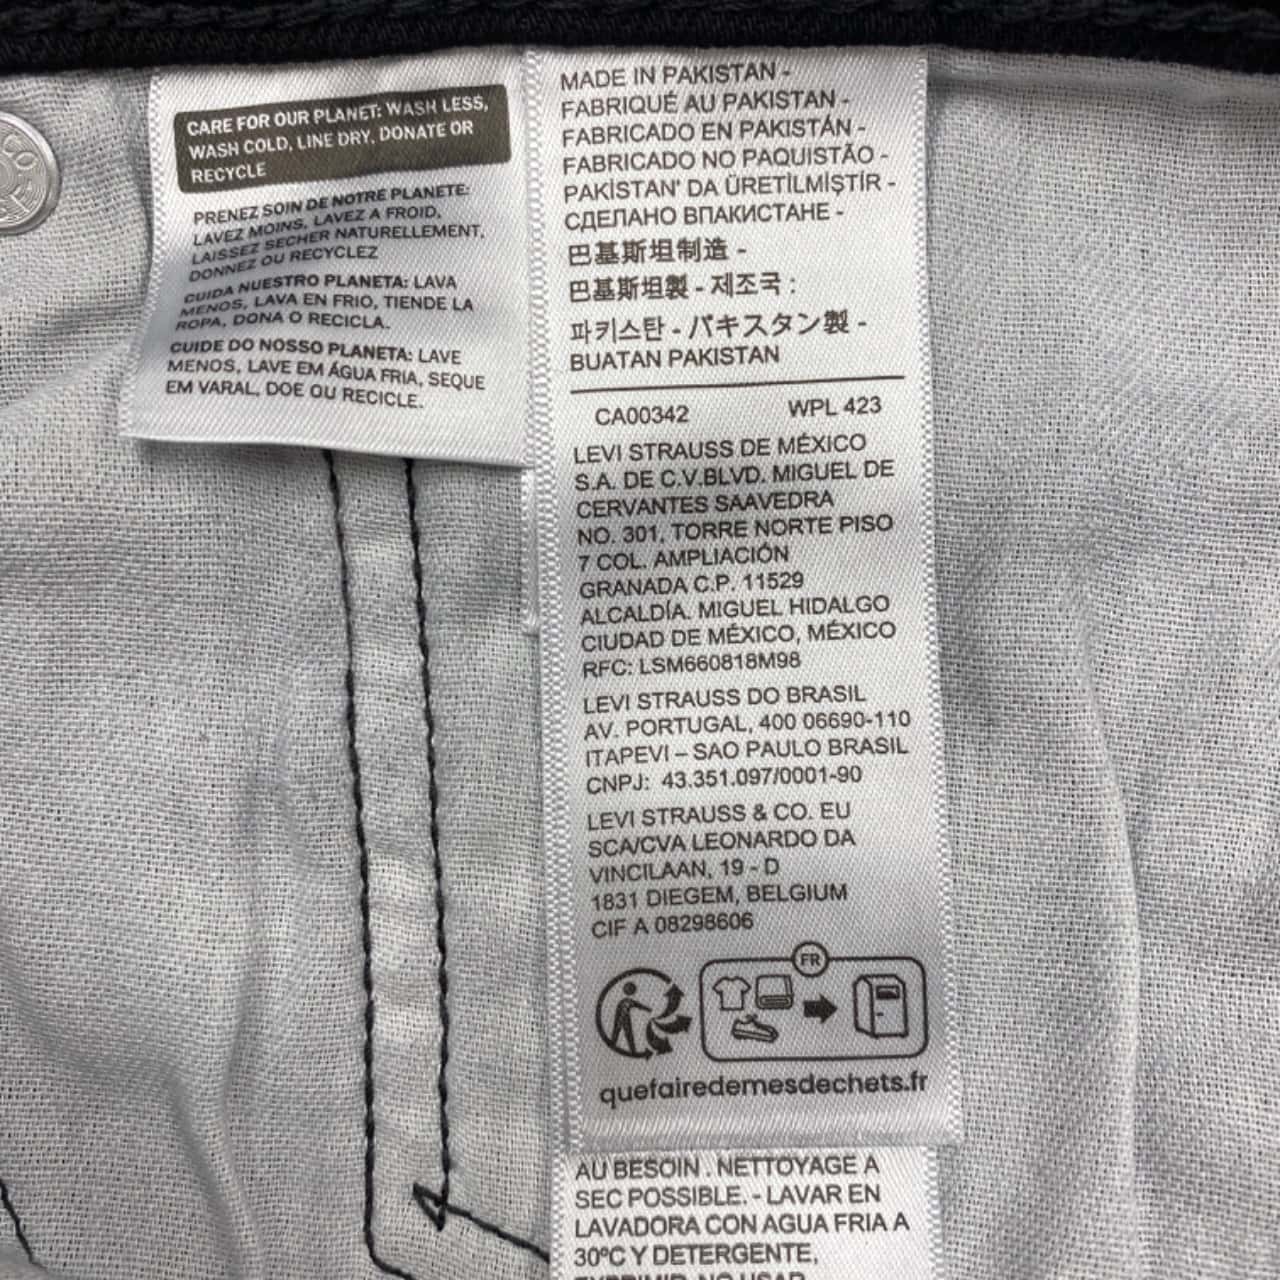 CARE FOR OUR PLANET: WASH LESS,
WASH COLD, LINE DRY, DONATE OR
RECYCLE
PRENEZ SOIN DE NOTRE PLANETE:
LAVEZ MOINS, LAVEZ A FROID,
LAISSEZ SECHER NATURELLEMENT,
DONNEZ OU RECYCLEZ
CUIDA NUESTRO PLANETA: LAVA
MENOS, LAVA EN FRIO, TIENDE LA
ROPA, DONA O RECICLA.
CUIDE DO NOSSO PLANETA: LAVE
MENOS, LAVE EM ÁGUA FRIA, SEQUE
EM VARAL, DOE OU RECICLE.
MADE IN PAKISTAN -
FABRIQUÉ AU PAKISTAN -
FABRICADO EN PAKISTÁN -
FABRICADO NO PAQUISTÃO -
PAKİSTAN' DA ÜRETİLMİŞTİR -
СДЕЛАНО ВПАКИСТАНЕ -
巴基斯坦制造 -
巴基斯坦製 - 제조국 :
파키스탄 - パキスタン製 -
BUATAN PAKISTAN
CA00342 WPL 423
LEVI STRAUSS DE MÉXICO
S.A. DE C.V.BLVD. MIGUEL DE
CERVANTES SAAVEDRA
NO. 301, TORRE NORTE PISO
7 COL. AMPLIACIÓN
GRANADA C.P. 11529
ALCALDÍA. MIGUEL HIDALGO
CIUDAD DE MÉXICO, MÉXICO
RFC: LSM660818M98
LEVI STRAUSS DO BRASIL
AV. PORTUGAL, 400 06690-110
ITAPEVI – SAO PAULO BRASIL
CNPJ: 43.351.097/0001-90
LEVI STRAUSS & CO. EU
SCA/CVA LEONARDO DA
VINCILAAN, 19 - D
1831 DIEGEM, BELGIUM
CIF A 08298606
FR
quefairedemesdechets.fr
AU BESOIN . NETTOYAGE A
SEC POSSIBLE. - LAVAR EN
LAVADORA CON AGUA FRIA A
30ºC Y DETERGENTE,
EXPRIMIR, NO USAR